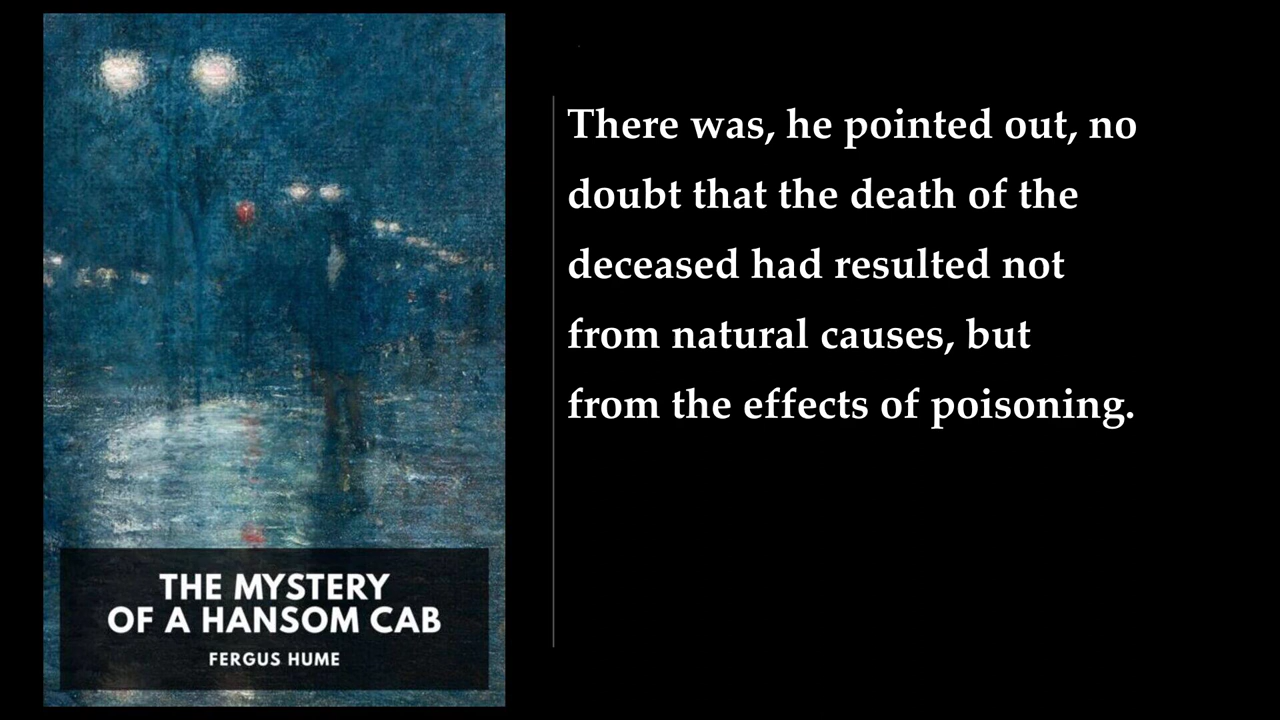 There was, he pointed out, no
doubt that the death of the
deceased had resulted not
from natural causes, but
from the effects of poisoning.
THE MYSTERY
OF A HANSOM CAB
FERGUS HUME